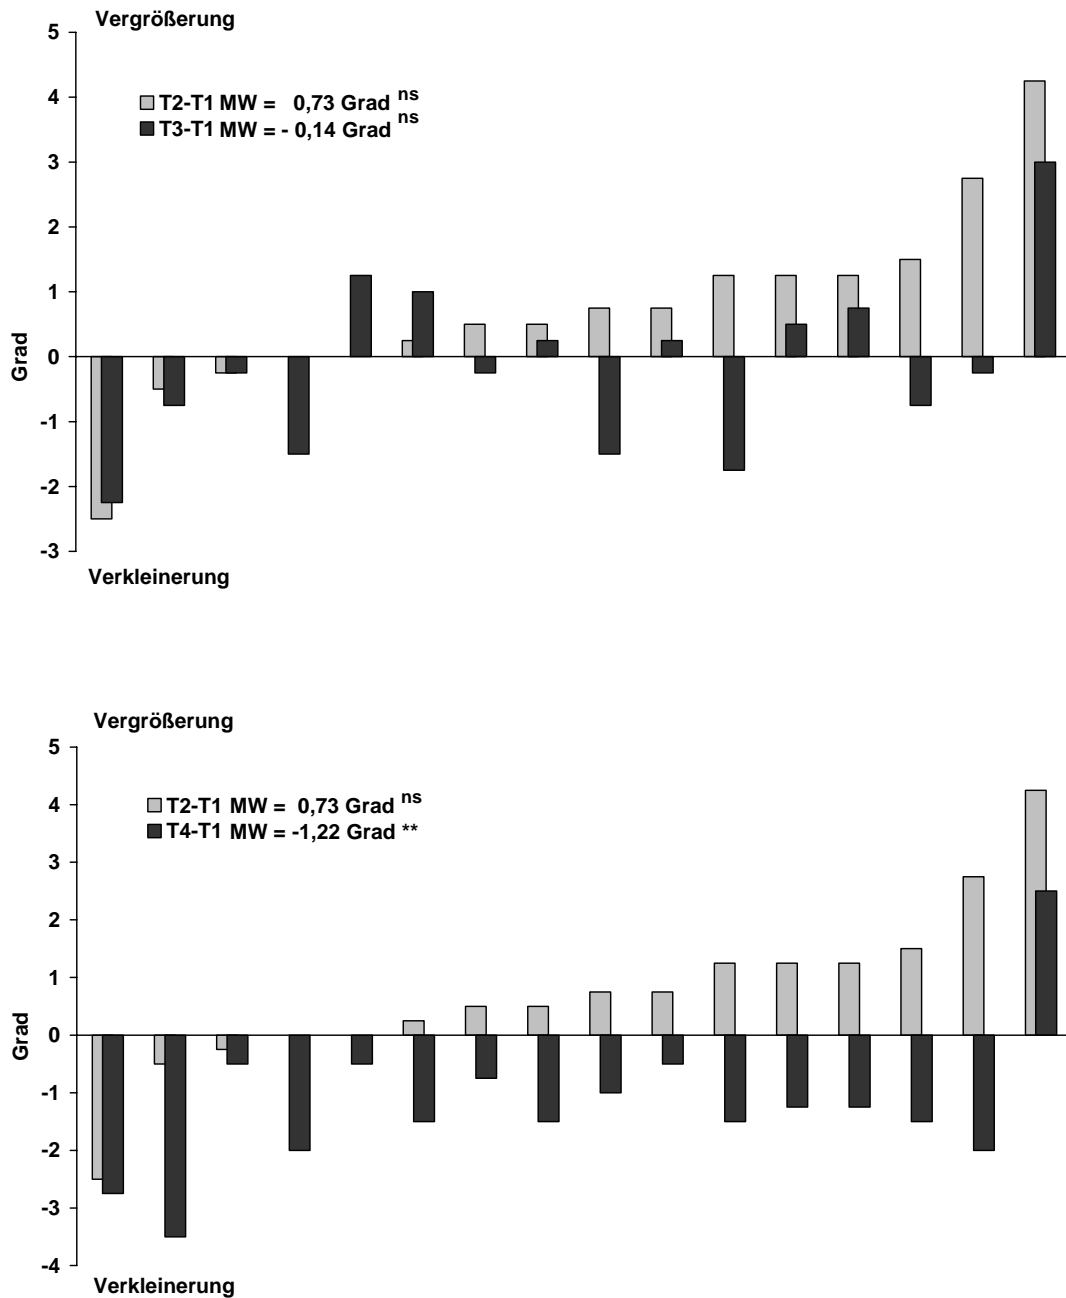 Vergrößerung
5
T2-T1 MW = 0,73 Grad ns
T3-T1 MW = - 0,14 Grad ns
4
3
2
1
0
-1
-2
-3
Grad
Verkleinerung
Vergrößerung
5
T2-T1 MW = 0,73 Grad ns
T4-T1 MW = -1,22 Grad **
4
3
2
1
0
-1
-2
-3
-4
Grad
Verkleinerung